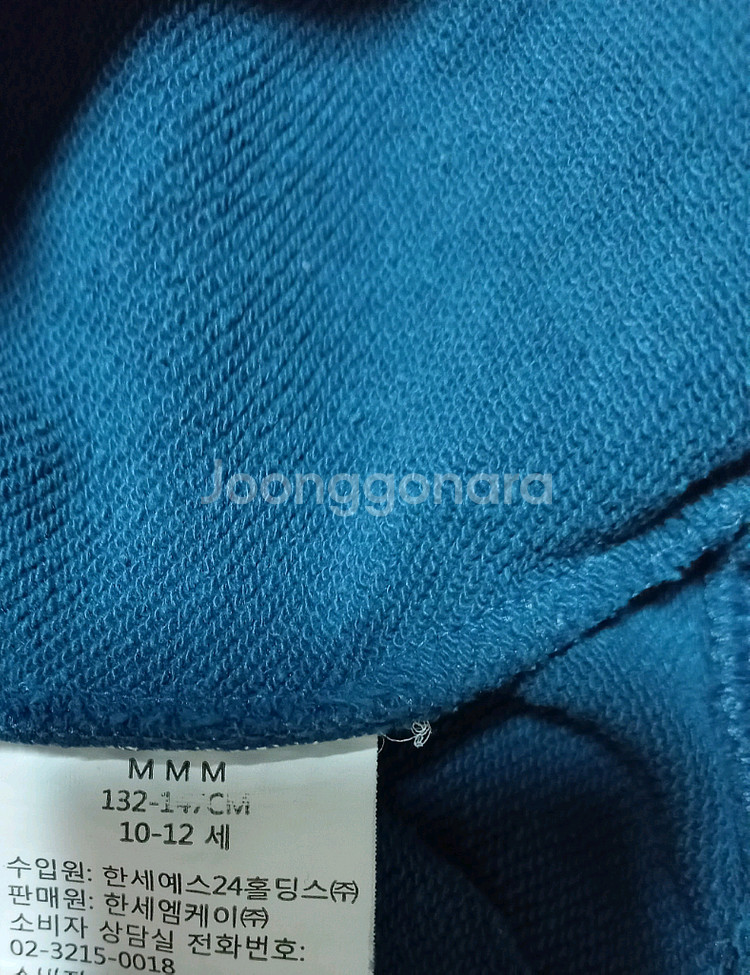 Joonggonara
M M M
132-147CM
10-12 세
수입원: 한세예스24홀딩스㈜
판매원: 한세엠케이㈜
소비자 상담실 전화번호:
02-3215-0018